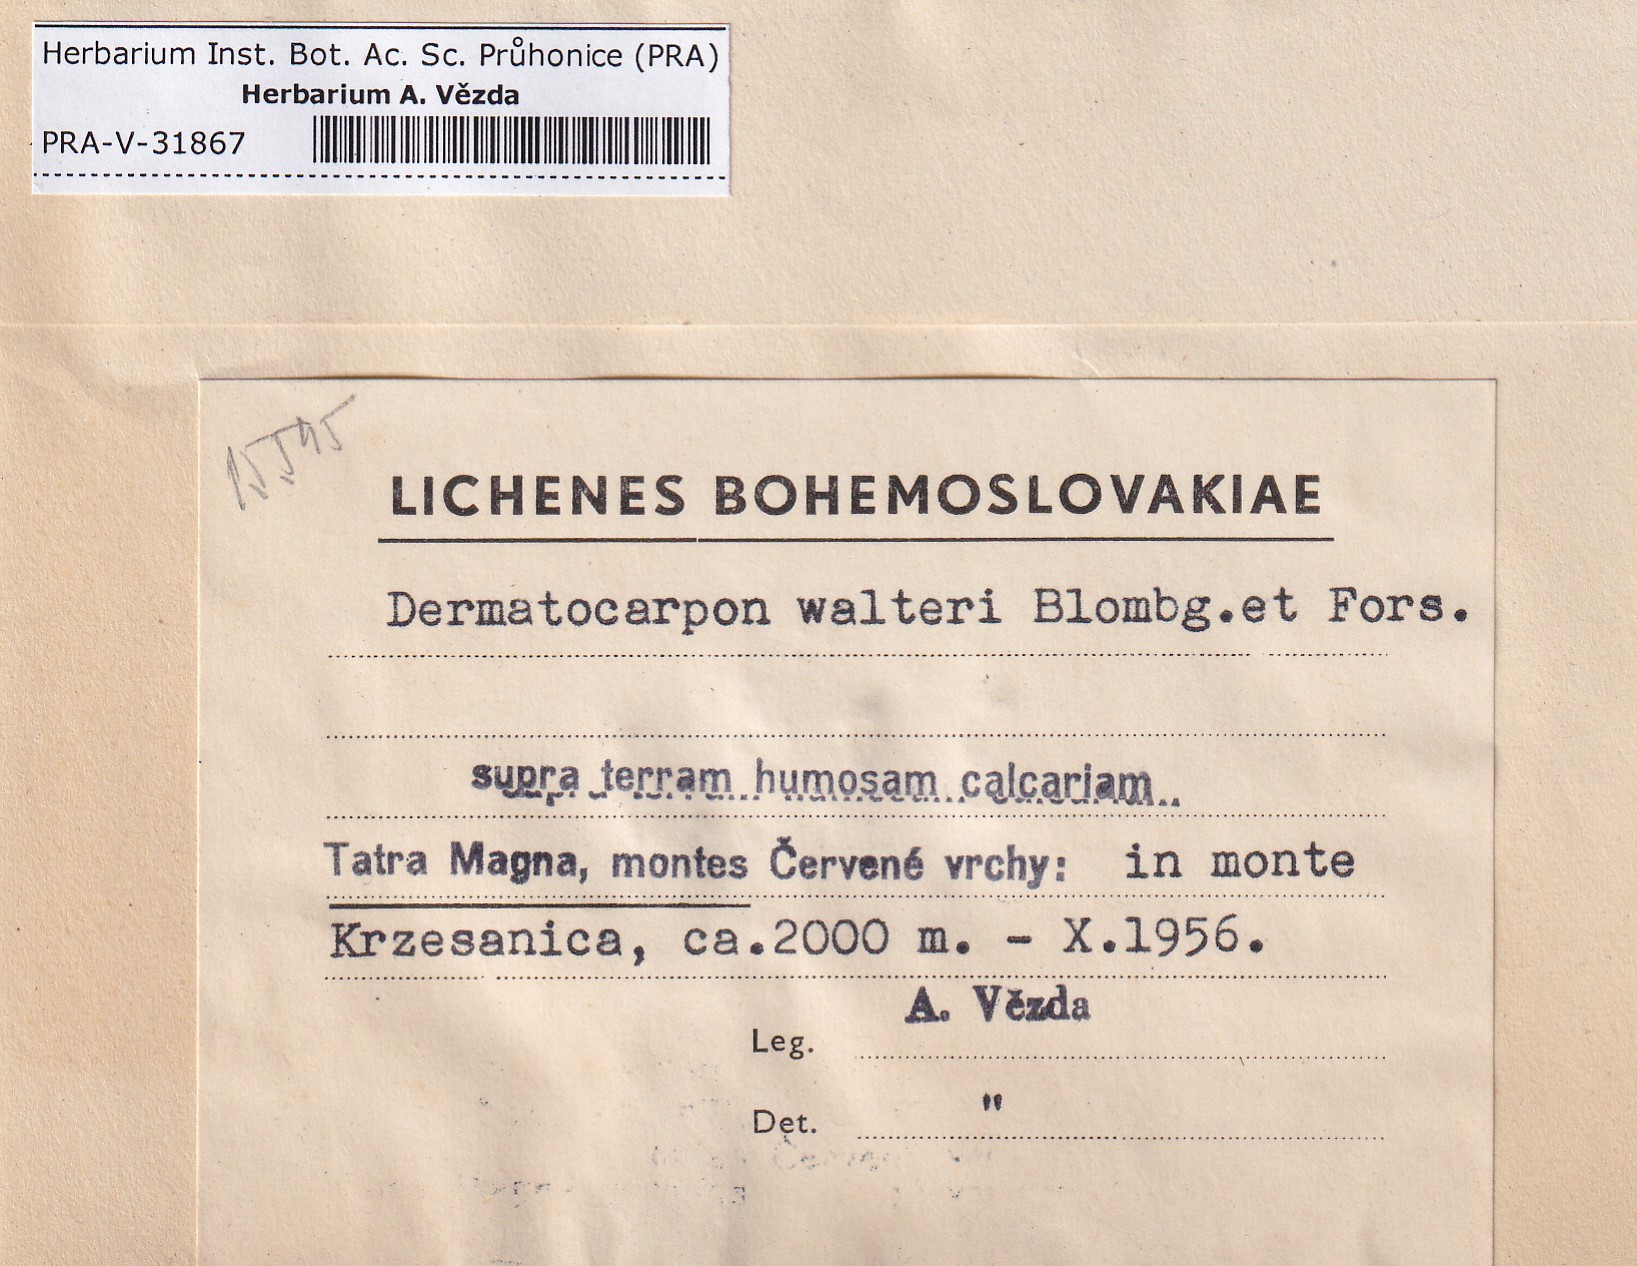 Herbarium Inst. Bot. Ac. Sc. Průhonice (PRA)
Herbarium A. Vězda
PRA-V-31867
15545
LICHENES BOHEMOSLOVAKIAE
Dermatocarpon walteri Blombg.et Fors.
supra terram humosam calcariam
Tatra Magna, montes Červené vrchy: in monte
Krzesanica, ca.2000 m. - X.1956.
A. Vězda
Leg.
Det. "